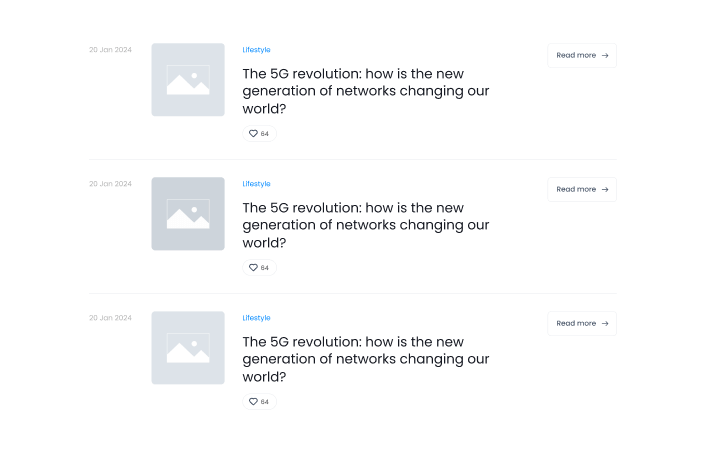 20 Jan 2024
Lifestyle
The 5G revolution: how is the new
generation of networks changing our
world?
64
Read more
20 Jan 2024
Lifestyle
The 5G revolution: how is the new
generation of networks changing our
world?
64
Read more
20 Jan 2024
Lifestyle
The 5G revolution: how is the new
generation of networks changing our
world?
64
Read more